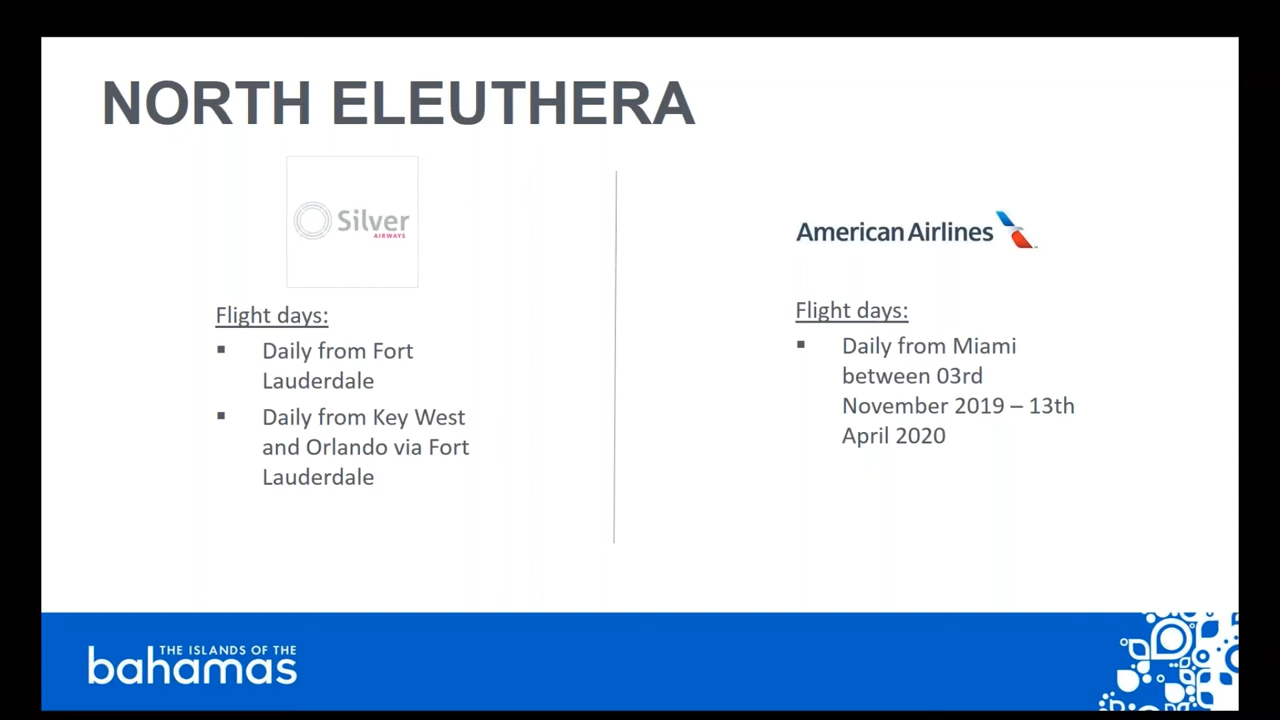 NORTH ELEUTHERA
Silver
AIRWAYS
Flight days:
▪ Daily from Fort
Lauderdale
▪ Daily from Key West
and Orlando via Fort
Lauderdale
American Airlines
Flight days:
▪ Daily from Miami
between 03rd
November 2019 – 13th
April 2020
THE ISLANDS OF THE
bahamas